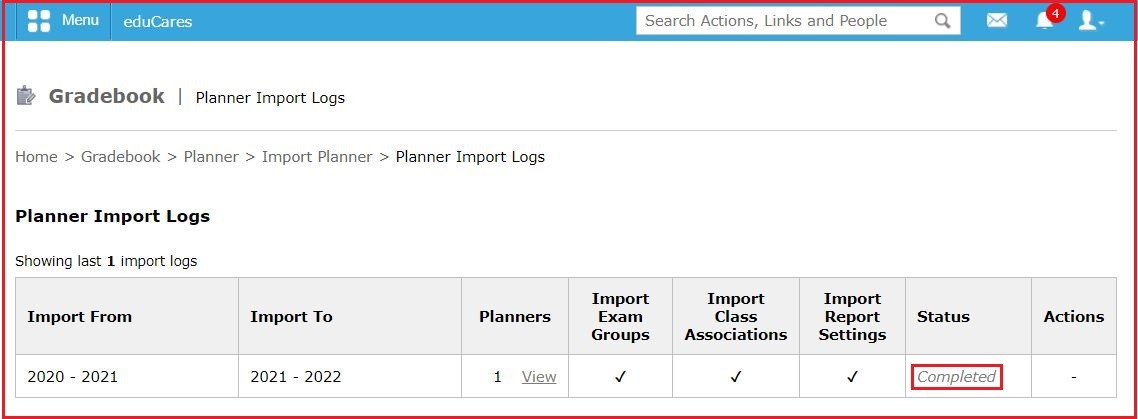 Menu eduCares Search Actions, Links and People 4
Gradebook | Planner Import Logs
Home > Gradebook > Planner > Import Planner > Planner Import Logs
Planner Import Logs
Showing last 1 import logs
Import From Import To Planners Import Exam Groups Import Class Associations Import Report Settings Status Actions
2020 - 2021 2021 - 2022 1 View ✓ ✓ ✓ Completed -